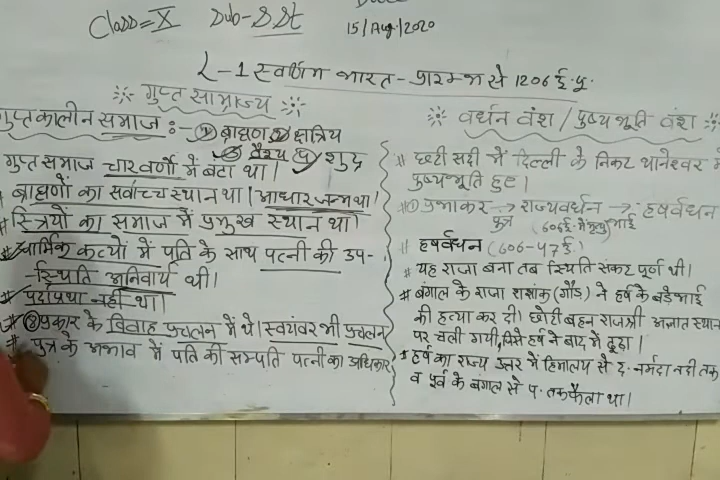 Class=X Sub-S.St
15/Aug/2020
L-1 स्वर्णिम भारत-प्रारम्भ से 1206 ई.पू.
गुप्त साम्राज्य
गुप्तकालीन समाज:- ① ब्राह्मण ② क्षत्रिय
③ वैश्य ④ शुद्र
गुप्त समाज चार वर्णो में बंटा था।
ब्राह्मणों का सर्वोच्च स्थान था। आधार जन्म था।
# स्त्रियों का समाज में प्रमुख स्थान था।
# धार्मिक कृत्यों में पति के साथ पत्नी की उप-
स्थिति अनिवार्य थी।
# पर्दाप्रथा नहीं था।
# ⑧ प्रकार के विवाह प्रचलन में थे। स्वयंवर भी प्रचलन
# पुत्र के अभाव में पति की सम्पति पत्नी का अधिकार
वर्धन वंश / पुष्यभूति वंश
# छटी सदी में दिल्ली के निकट थानेश्वर में
पुष्यभूति हुए।
# ① प्रभाकर → राज्यवर्धन → हर्षवर्धन
पुत्र (606ई. में मृत्यु) भाई
# हर्षवर्धन (606-47ई.)
# यह राजा बना तब स्थिति संकट पूर्ण थी।
# बंगाल के राजा शशांक (गौड़) ने हर्ष के बड़े भाई
की हत्या कर दी। छोटी बहन राजश्री अज्ञात स्थान
पर चली गयी, जिसे हर्ष ने बाद में ढूढा।
# हर्ष का राज्य उत्तर में हिमालय से द. नर्मदा नदी तक
व पूर्व के बंगाल से प. तक फैला था।